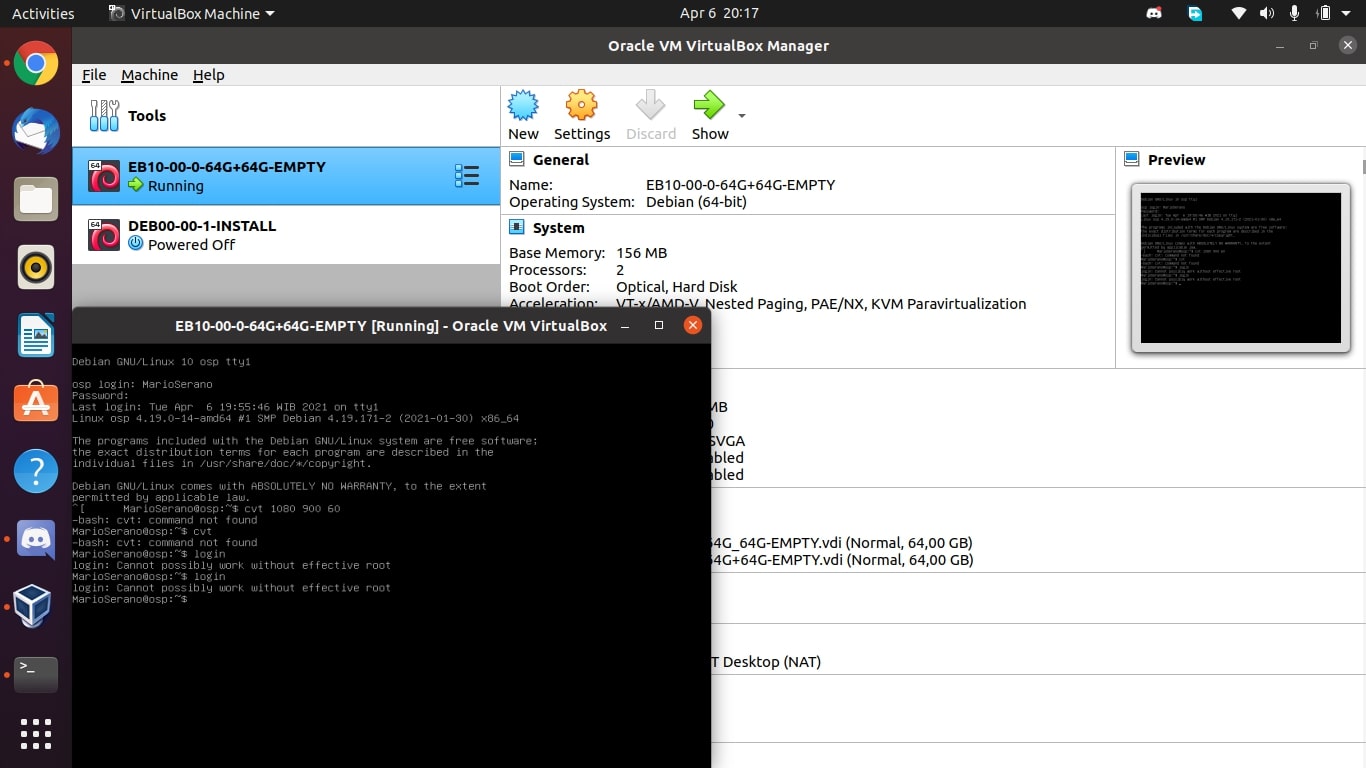 Activities
VirtualBox Machine
Apr 6 20:17
Oracle VM VirtualBox Manager
File Machine Help
Tools
New Settings Discard Show
64
EB10-00-0-64G+64G-EMPTY
Running
64
DEB00-00-1-INSTALL
Powered Off
General
Name: EB10-00-0-64G+64G-EMPTY
Operating System: Debian (64-bit)
System
Base Memory: 156 MB
Processors: 2
Boot Order: Optical, Hard Disk
Acceleration: VT-x/AMD-V, Nested Paging, PAE/NX, KVM Paravirtualization
Preview
EB10-00-0-64G+64G-EMPTY [Running] - Oracle VM VirtualBox
Debian GNU/Linux 10 osp tty1
osp login: MarioSerano
Password:
Last login: Tue Apr 6 19:55:46 WIB 2021 on tty1
Linux osp 4.19.0-14-amd64 #1 SMP Debian 4.19.171-2 (2021-01-30) x86_64
The programs included with the Debian GNU/Linux system are free software;
the exact distribution terms for each program are described in the
individual files in /usr/share/doc/*/copyright.
Debian GNU/Linux comes with ABSOLUTELY NO WARRANTY, to the extent
permitted by applicable law.
^[ MarioSerano@osp:~$ cvt 1080 900 60
-bash: cvt: command not found
MarioSerano@osp:~$ cvt
-bash: cvt: command not found
MarioSerano@osp:~$ login
login: Cannot possibly work without effective root
MarioSerano@osp:~$ login
login: Cannot possibly work without effective root
MarioSerano@osp:~$
MB
SVGA
abled
abled
64G_64G-EMPTY.vdi (Normal, 64,00 GB)
64G+64G-EMPTY.vdi (Normal, 64,00 GB)
T Desktop (NAT)